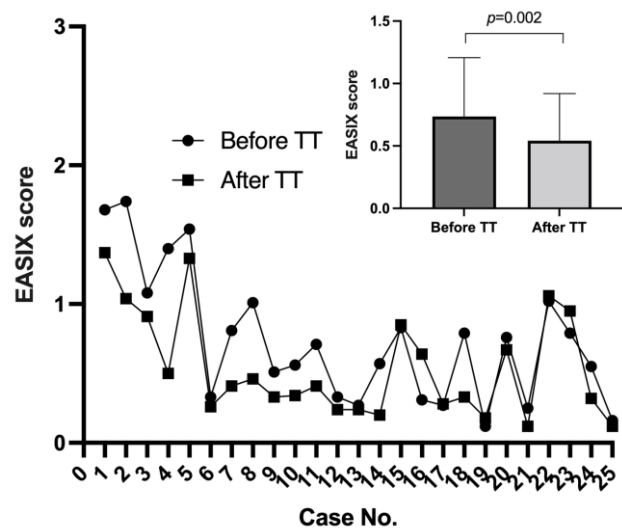 3
2
1
0
EASIX score
Before TT
After TT
p=0.002
1.5
1.0
0.5
0.0
EASIX score
Before TT After TT
0 1 2 3 4 5 6 7 8 9 10 11 12 13 14 15 16 17 18 19 20 21 22 23 24 25
Case No.